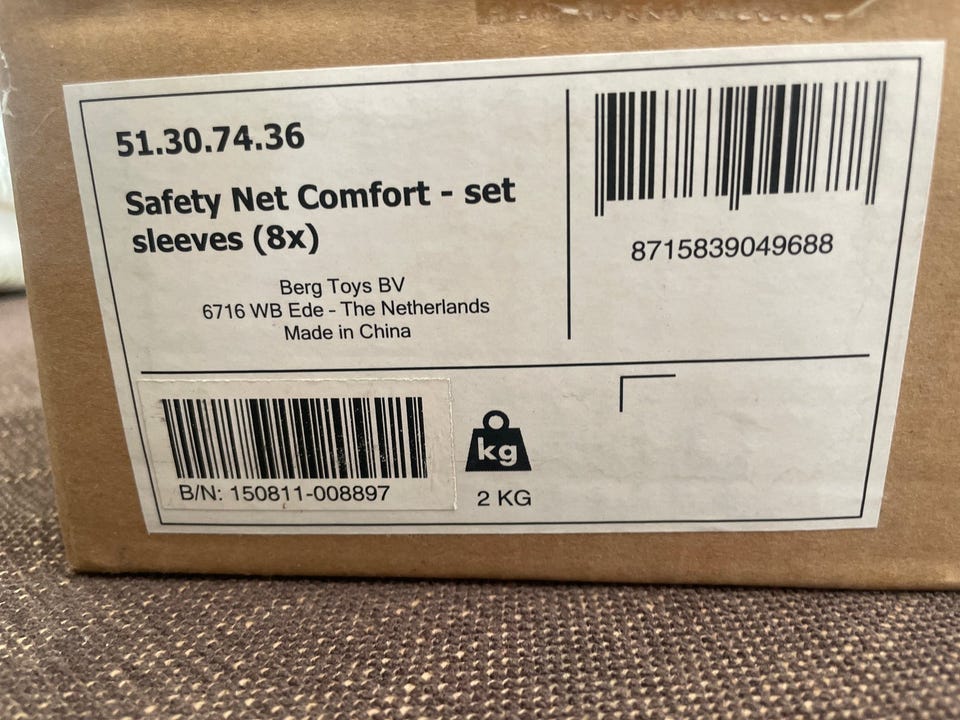 51.30.74.36
Safety Net Comfort - set
sleeves (8x)
Berg Toys BV
6716 WB Ede - The Netherlands
Made in China
8715839049688
B/N: 150811-008897
kg
2 KG